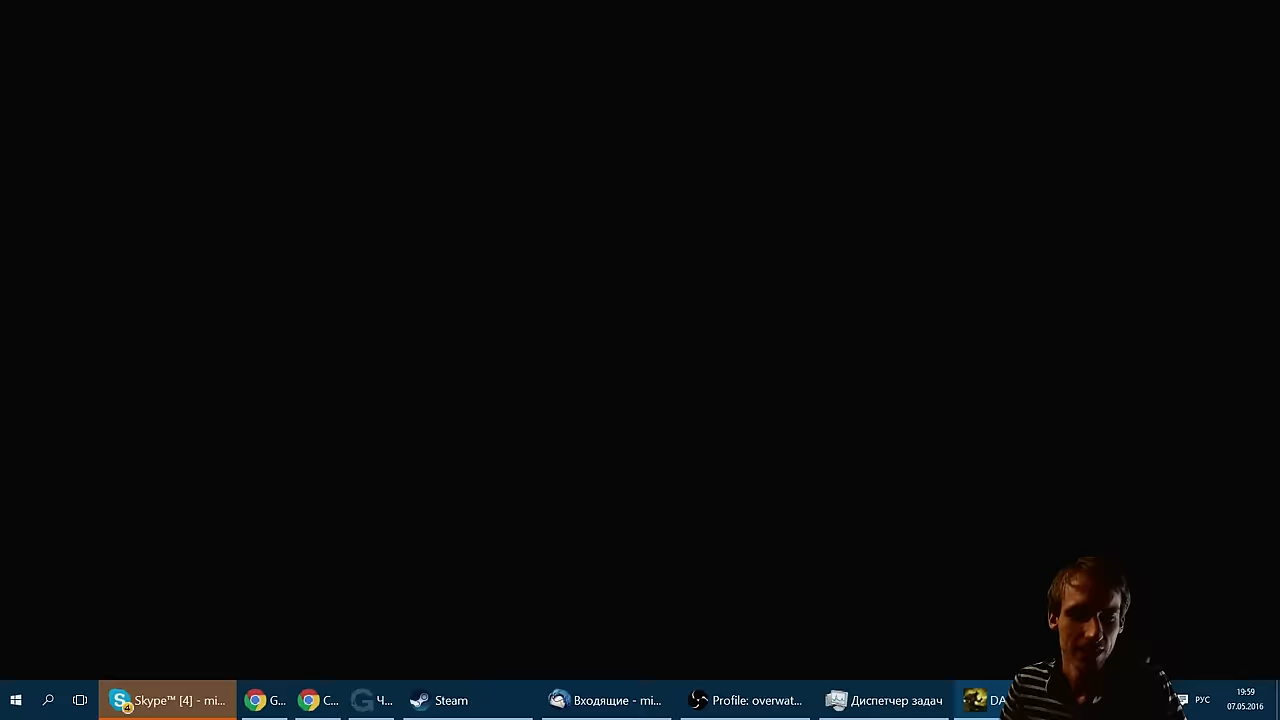 Skype™ [4] - mi...
G...
C...
Ч...
Steam
Входящие - mi...
Profile: overwat...
Диспетчер задач
DA
РУС
19:59
07.05.2016